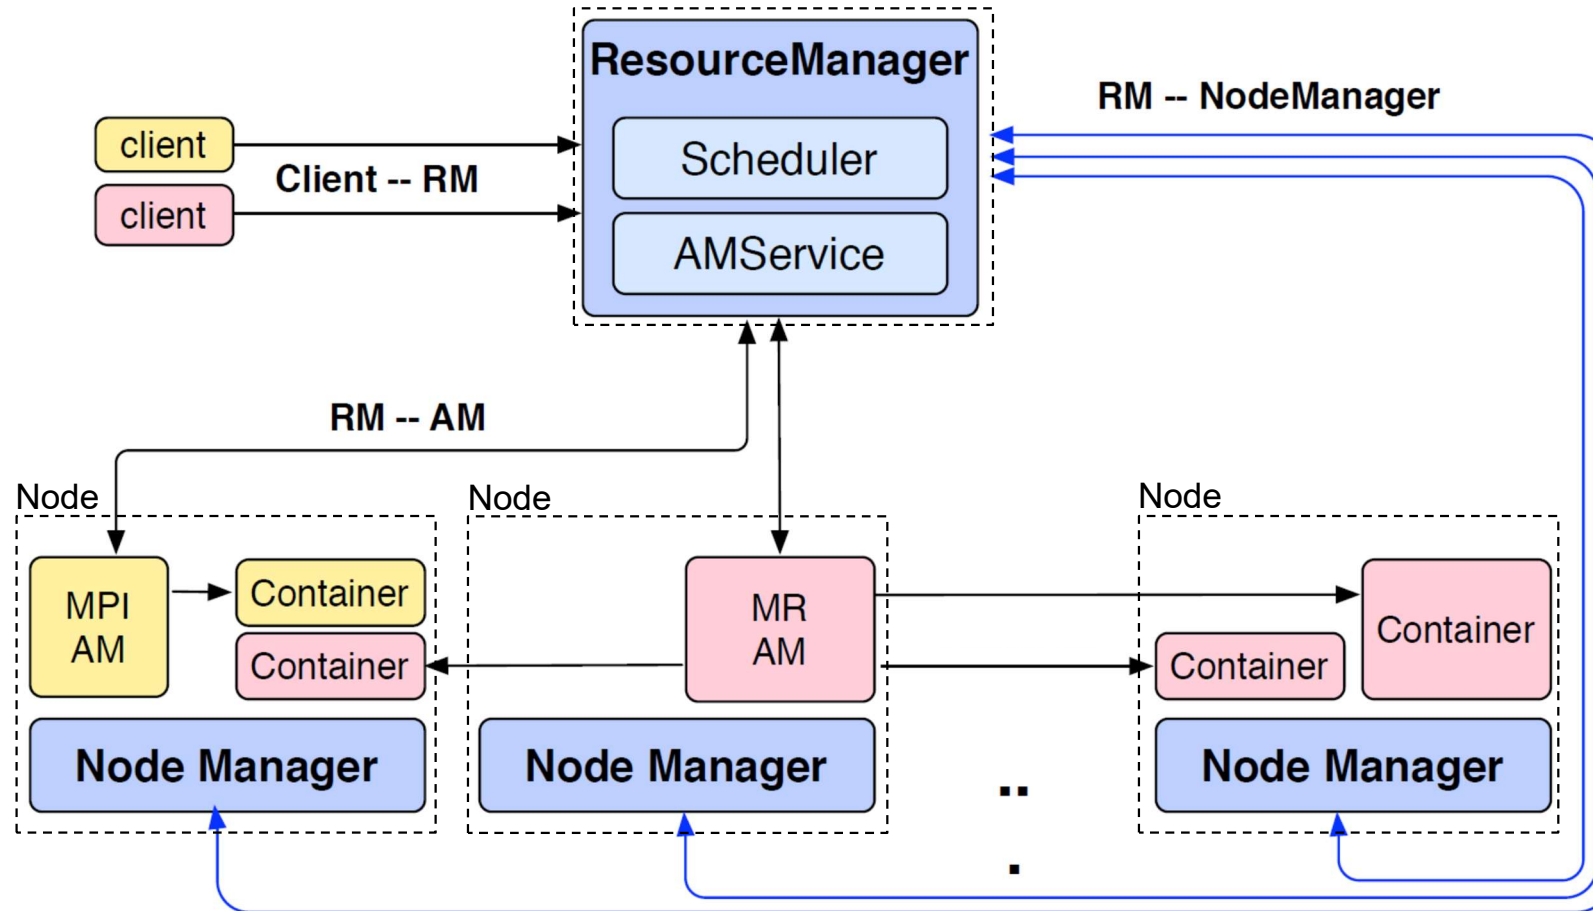 ResourceManager
RM -- NodeManager
client
Scheduler
Client -- RM
client
AMService
RM -- AM
Node
Node
Node
MPI
AM
Container
Container
MR
AM
Container
Container
Node Manager
Node Manager
..
.
Node Manager